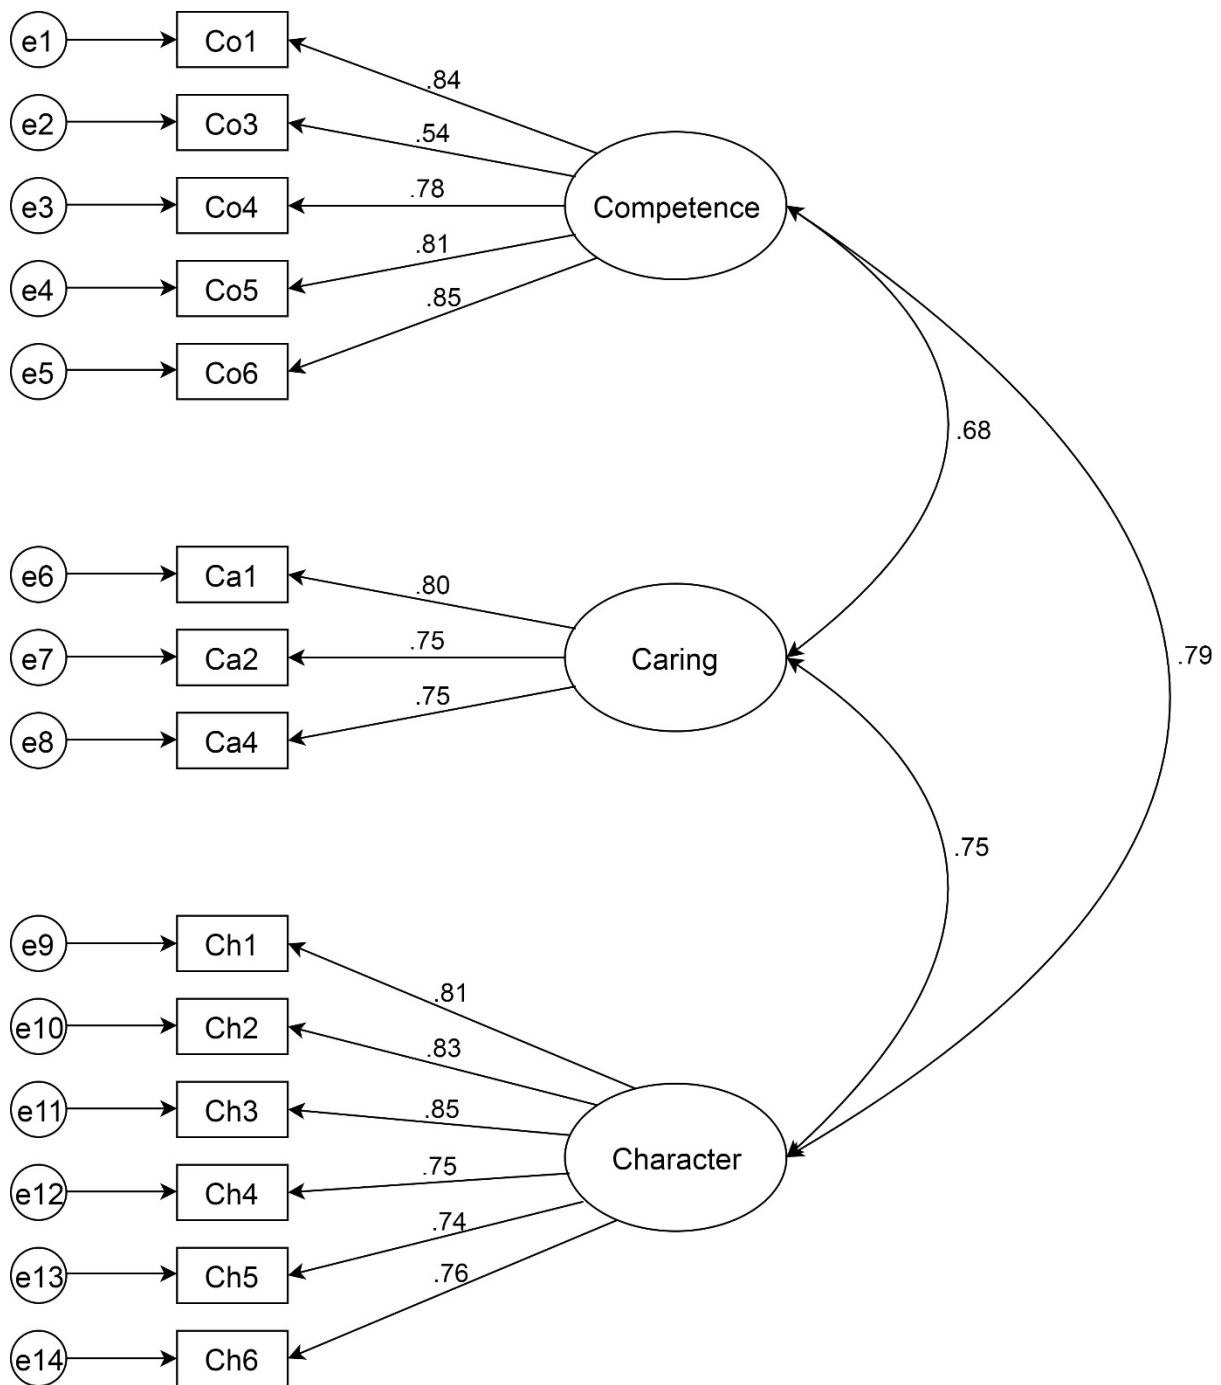 e1 Co1
.84
e2 Co3
.54
e3 Co4
.78
Competence
e4 Co5
.81
e5 Co6
.85
.68
e6 Ca1
.80
e7 Ca2
.75
Caring
.79
e8 Ca4
.75
.75
e9 Ch1
.81
e10 Ch2
.83
e11 Ch3
.85
Character
e12 Ch4
.75
e13 Ch5
.74
e14 Ch6
.76